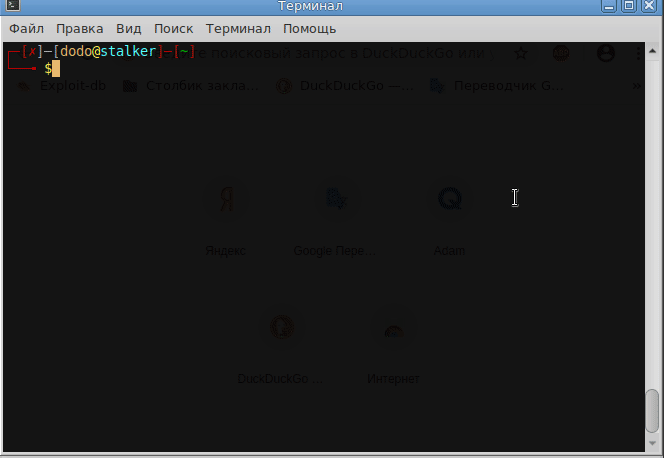 Терминал
Файл Правка Вид Поиск Терминал Помощь
┌─[✗]─[dodo@stalker]─[~]
└──╼ $
е поисковый запрос в DuckDuckGo или
Exploit-db Столбик закла... DuckDuckGo —... Переводчик G... »
Яндекс Google Пере... Adam
DuckDuckGo ... Интернет